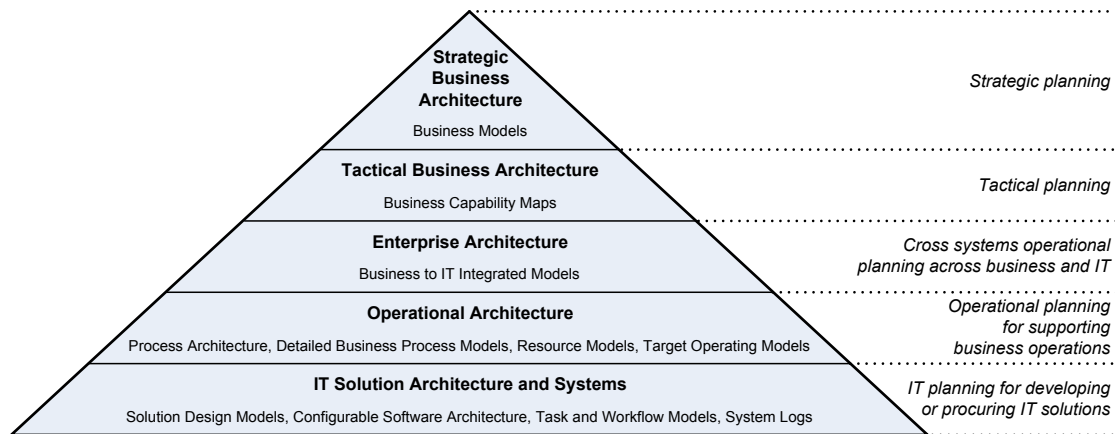 Strategic
Business
Architecture
Business Models
Strategic planning
Tactical Business Architecture
Business Capability Maps
Tactical planning
Enterprise Architecture
Business to IT Integrated Models
Cross systems operational
planning across business and IT
Operational Architecture
Process Architecture, Detailed Business Process Models, Resource Models, Target Operating Models
Operational planning
for supporting
business operations
IT Solution Architecture and Systems
Solution Design Models, Configurable Software Architecture, Task and Workflow Models, System Logs
IT planning for developing
or procuring IT solutions